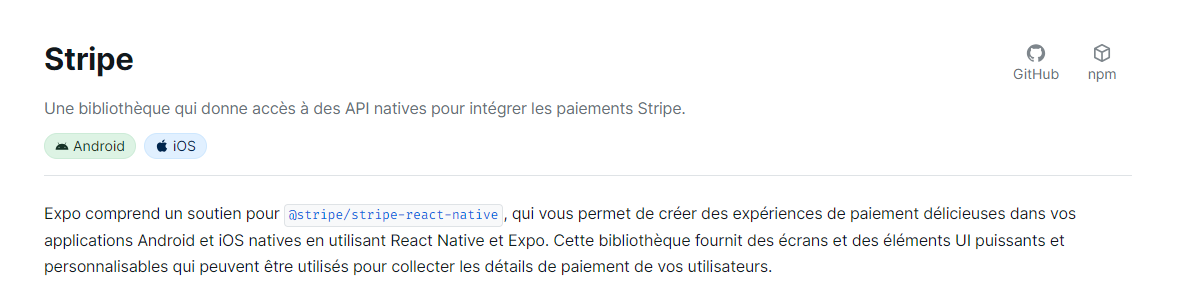 Stripe
GitHub
npm
Une bibliothèque qui donne accès à des API natives pour intégrer les paiements Stripe.
Android
iOS
Expo comprend un soutien pour @stripe/stripe-react-native, qui vous permet de créer des expériences de paiement délicieuses dans vos
applications Android et iOS natives en utilisant React Native et Expo. Cette bibliothèque fournit des écrans et des éléments UI puissants et
personnalisables qui peuvent être utilisés pour collecter les détails de paiement de vos utilisateurs.